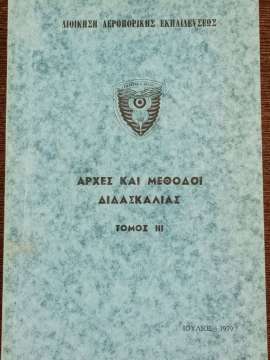 ΔΙΟΙΚΗΣΗ ΑΕΡΟΠΟΡΙΚΗΣ ΕΚΠΑΙΔΕΥΣΕΩΣ
ΑΡΧΕΣ ΚΑΙ ΜΕΘΟΔΟΙ
ΔΙΔΑΣΚΑΛΙΑΣ
ΤΟΜΟΣ ΙΙΙ
ΙΟΥΛΙΟΣ 1979